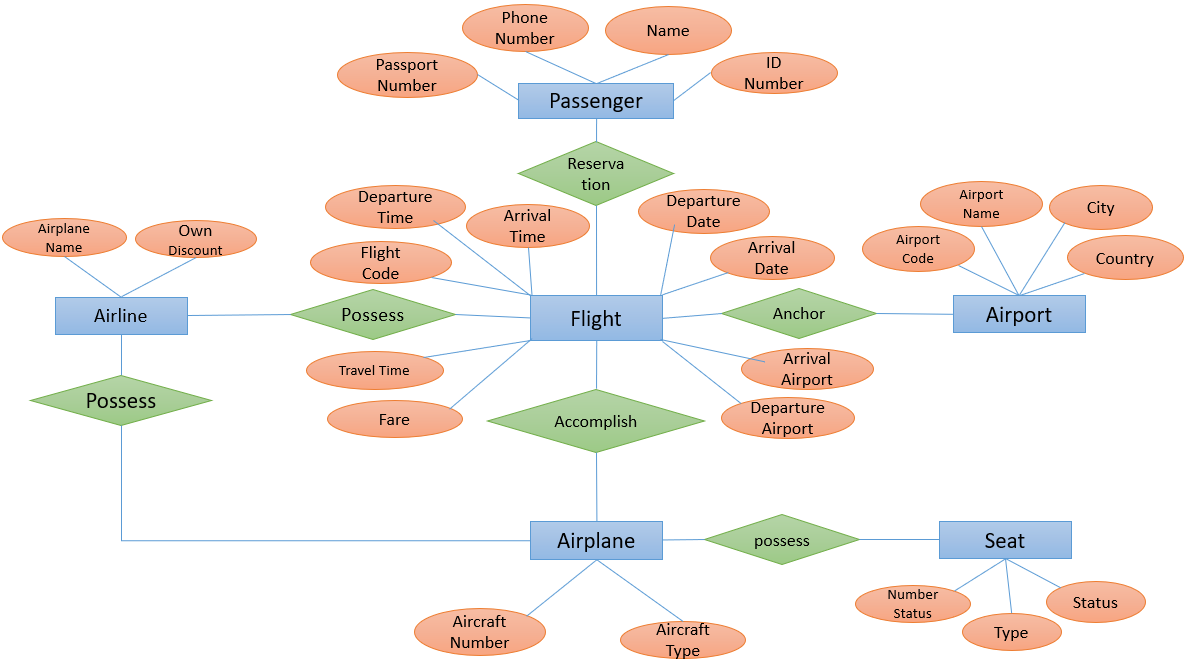 Phone
Number
Name
Passport
Number
ID
Number
Passenger
Reserva
tion
Departure
Time
Arrival
Time
Departure
Date
Airport
Name
City
Airplane
Name
Own
Discount
Flight
Code
Arrival
Date
Airport
Code
Country
Airline
Possess
Flight
Anchor
Airport
Travel Time
Arrival
Airport
Possess
Fare
Accomplish
Departure
Airport
Airplane
possess
Seat
Aircraft
Number
Aircraft
Type
Number
Status
Type
Status